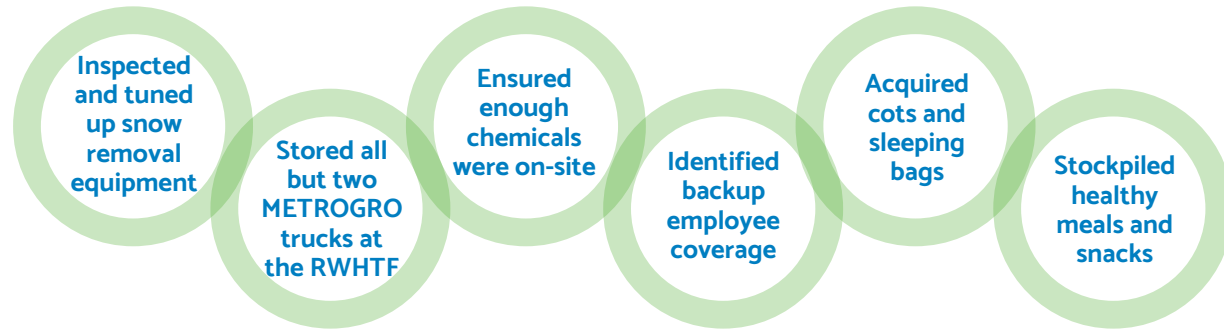 Inspected
and tuned
up snow
removal
equipment
Stored all
but two
METROGRO
trucks at
the RWHTF
Ensured
enough
chemicals
were on-site
Identified
backup
employee
coverage
Acquired
cots and
sleeping
bags
Stockpiled
healthy
meals and
snacks